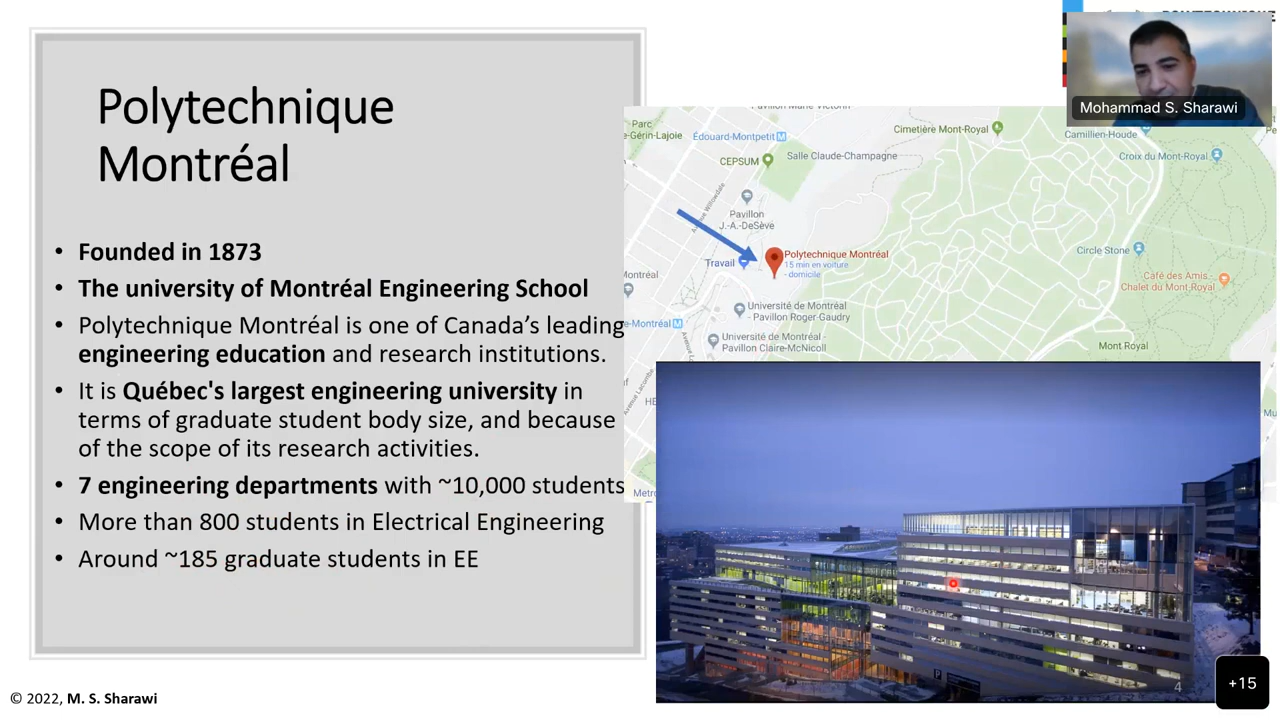 Polytechnique
Montréal
• Founded in 1873
• The university of Montréal Engineering School
• Polytechnique Montréal is one of Canada’s leading
engineering education and research institutions.
• It is Québec's largest engineering university in
terms of graduate student body size, and because
of the scope of its research activities.
• 7 engineering departments with ~10,000 students
• More than 800 students in Electrical Engineering
• Around ~185 graduate students in EE
© 2022, M. S. Sharawi
Mohammad S. Sharawi
Parc
e-Gérin-Lajoie
Édouard-Montpetit
CEPSUM
Salle Claude-Champagne
Cimetière Mont-Royal
Camillien-Houde
Croix du Mont-Royal
Pavillon
J.-A.-DeSève
Avenue Willowdale
Travail
Polytechnique Montréal
15 min en voiture
- domicile
Circle Stone
Café des Amis -
Chalet du Mont-Royal
Université de Montréal
- Pavillon Roger-Gaudry
Université de Montréal -
Pavillon Claire-McNicoll
Mont Royal
Avenue Lacombe
4
+15